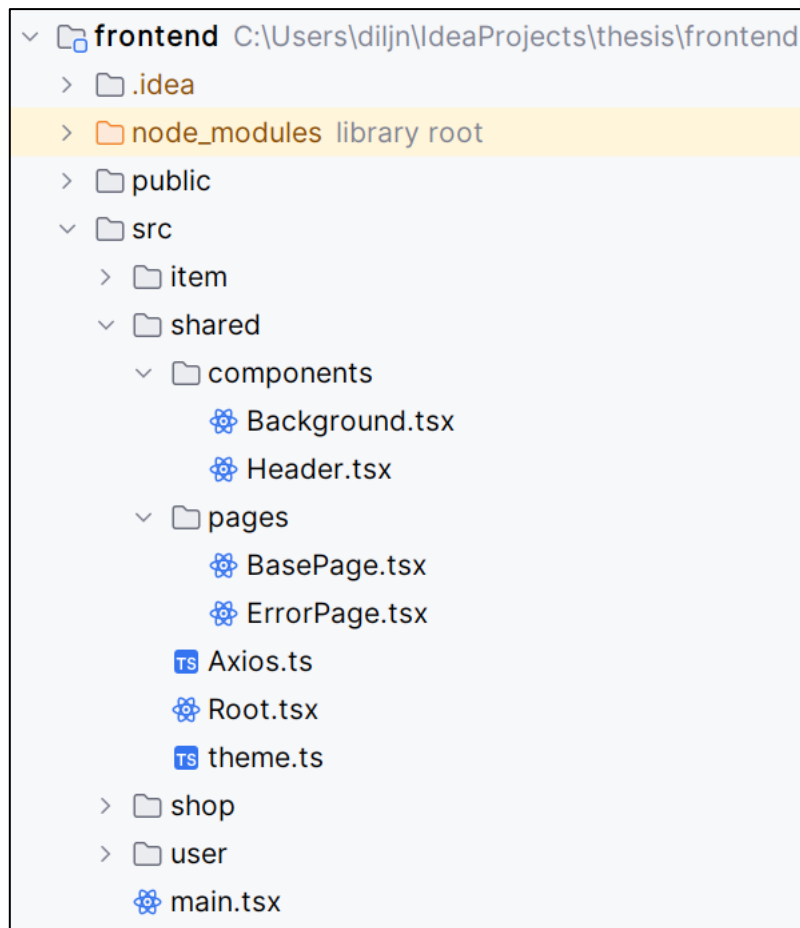 frontend C:\Users\diljn\IdeaProjects\thesis\frontend
.idea
node_modules library root
public
src
item
shared
components
Background.tsx
Header.tsx
pages
BasePage.tsx
ErrorPage.tsx
TS Axios.ts
Root.tsx
TS theme.ts
shop
user
main.tsx